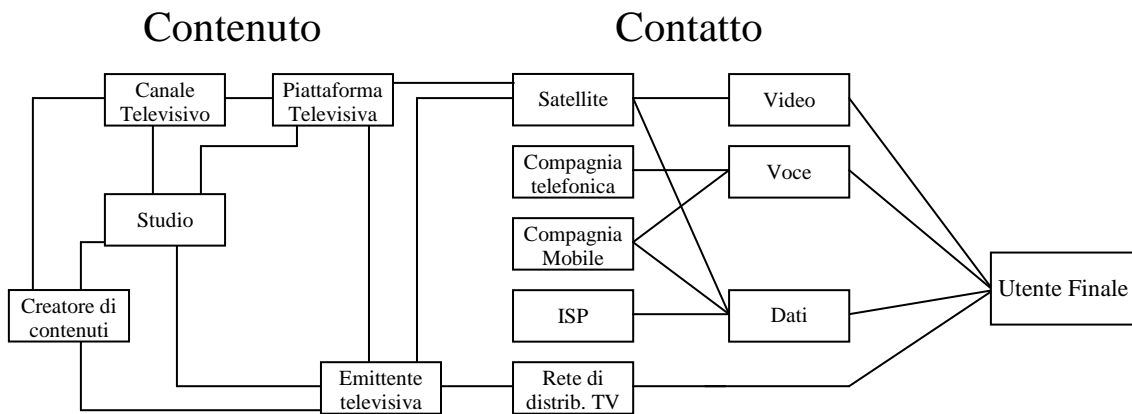 Contenuto
Contatto
Canale
Televisivo
Piattaforma
Televisiva
Satellite
Video
Compagnia
telefonica
Voce
Studio
Compagnia
Mobile
Utente Finale
Creatore di
contenuti
ISP
Dati
Emittente
televisiva
Rete di
distrib. TV